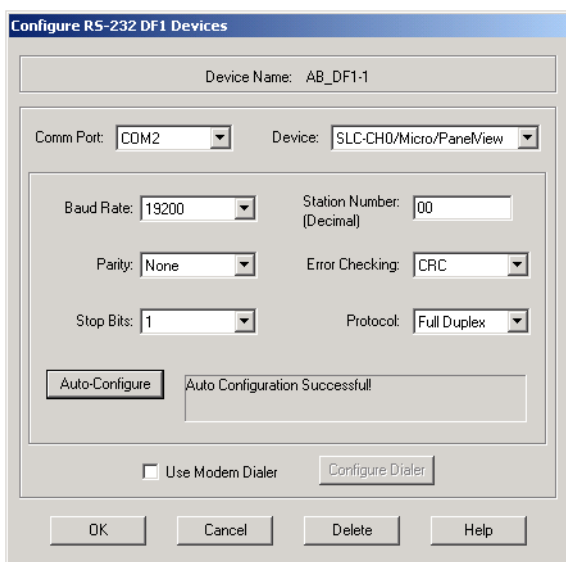 Configure RS-232 DF1 Devices
Device Name: AB_DF1-1
Comm Port: COM2 Device: SLC-CH0/Micro/PanelView
Baud Rate: 19200 Station Number: 00
(Decimal)
Parity: None Error Checking: CRC
Stop Bits: 1 Protocol: Full Duplex
Auto-Configure Auto Configuration Successful!
Use Modem Dialer Configure Dialer
OK Cancel Delete Help